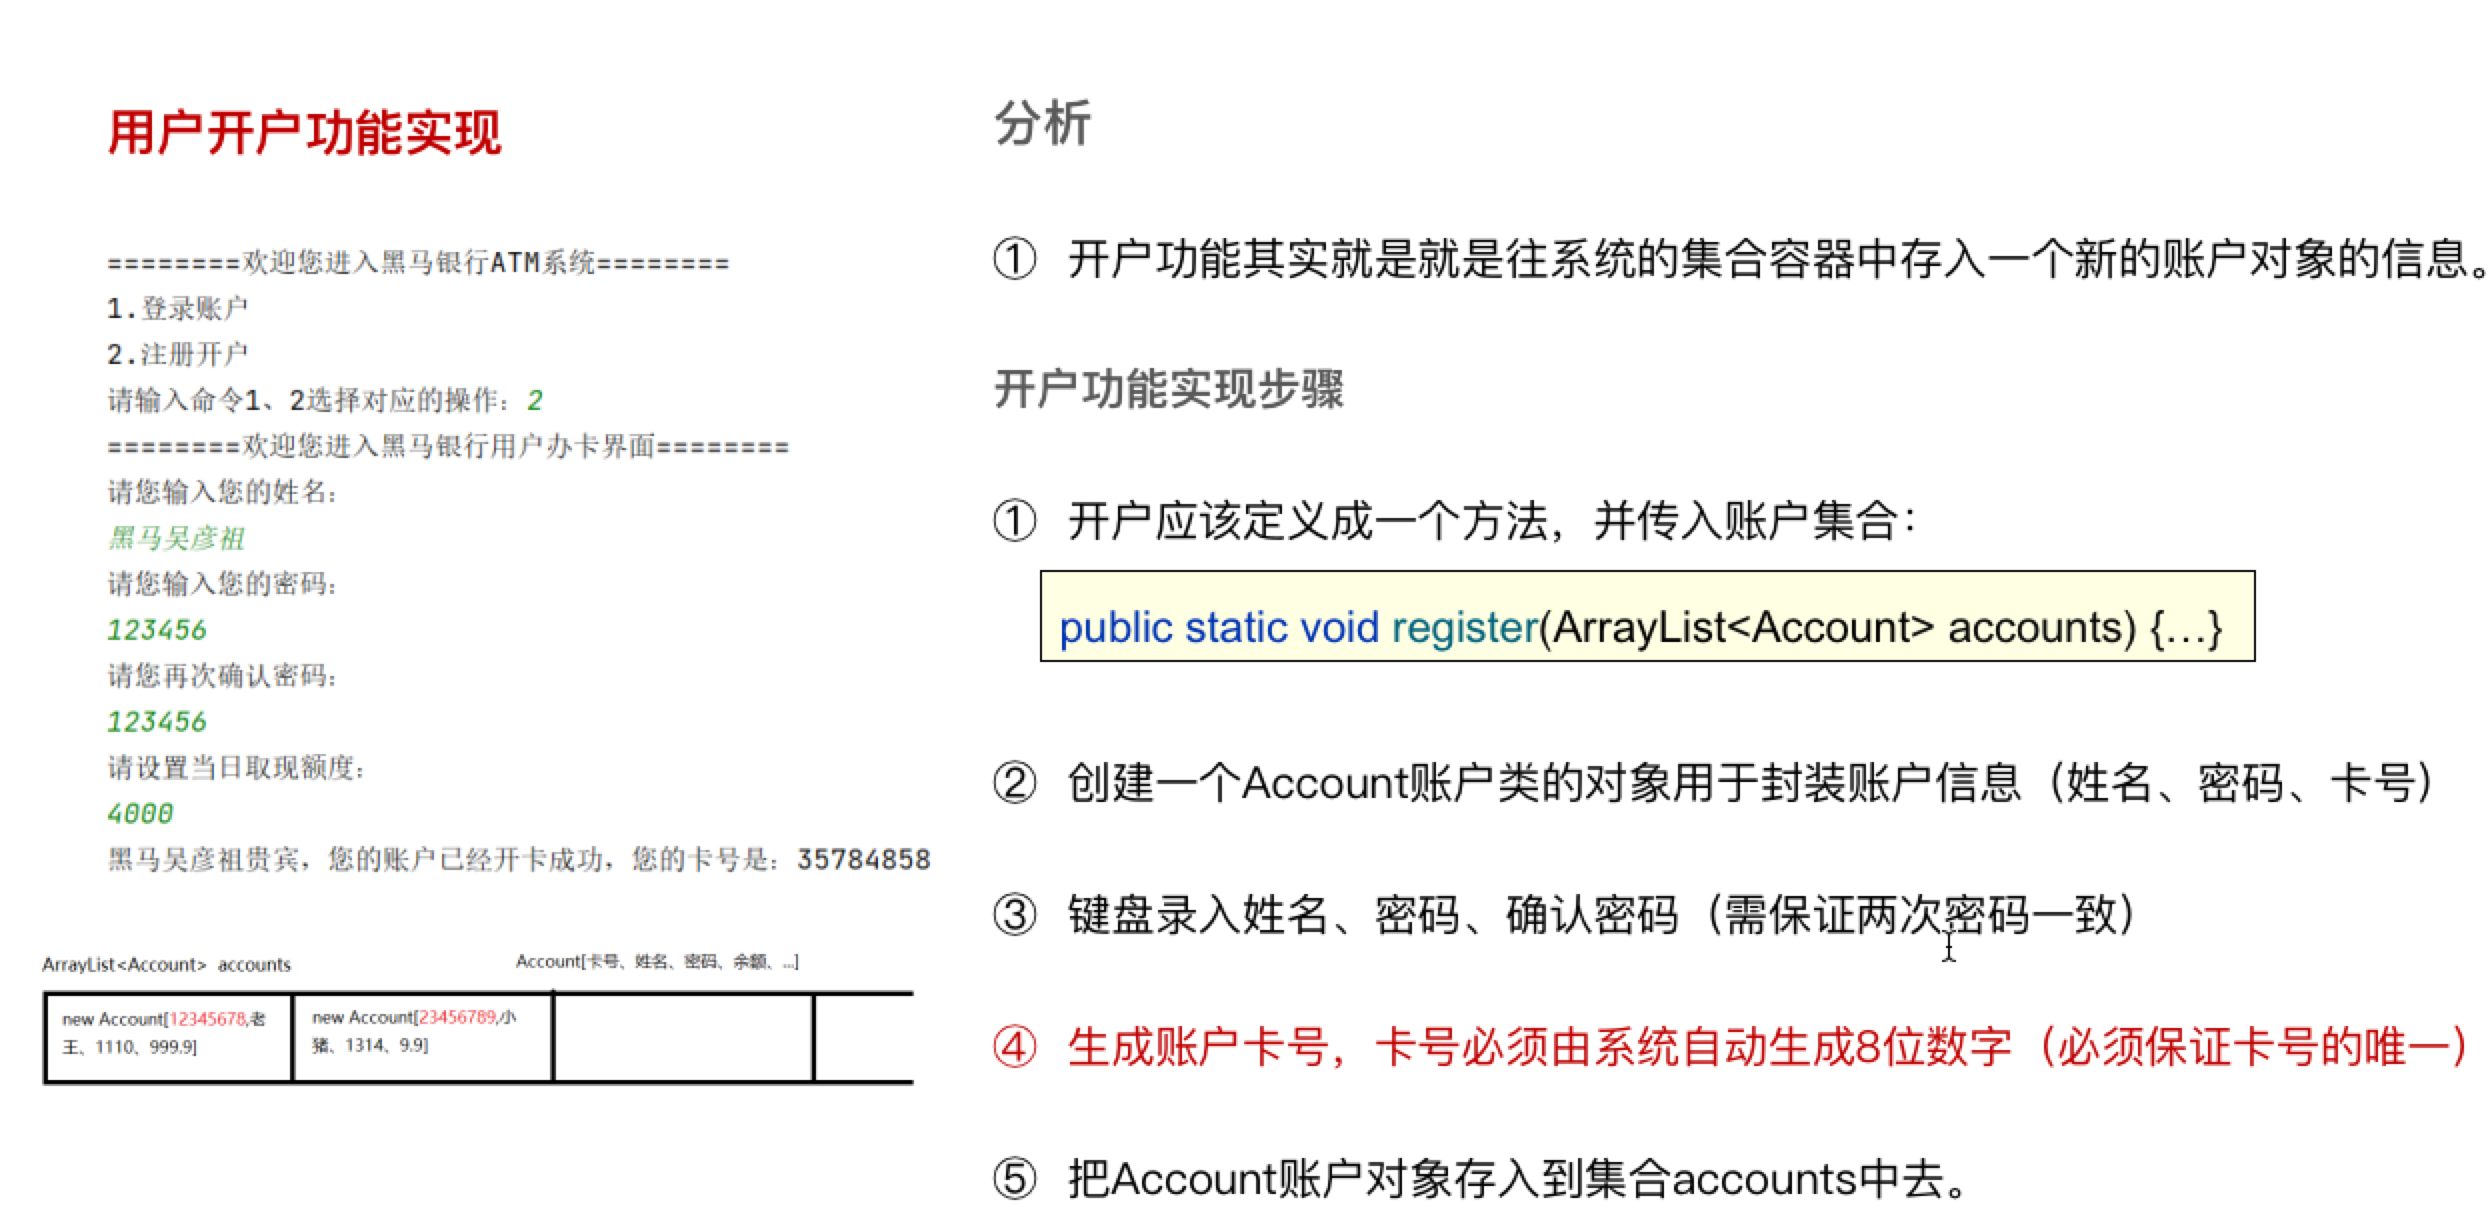 用户开户功能实现
========欢迎您进入黑马银行ATM系统========
1.登录账户
2.注册开户
请输入命令1、2选择对应的操作：2
========欢迎您进入黑马银行用户办卡界面========
请您输入您的姓名：
黑马吴彦祖
请您输入您的密码：
123456
请您再次确认密码：
123456
请设置当日取现额度：
4000
黑马吴彦祖贵宾，您的账户已经开卡成功，您的卡号是：35784858
ArrayList<Account> accounts
Account[卡号、姓名、密码、余额、...]
new Account[12345678,老
王、1110、999.9]
new Account[23456789,小
猪、1314、9.9]
分析
① 开户功能其实就是就是往系统的集合容器中存入一个新的账户对象的信息。
开户功能实现步骤
① 开户应该定义成一个方法，并传入账户集合：
public static void register(ArrayList<Account> accounts) {…}
② 创建一个Account账户类的对象用于封装账户信息（姓名、密码、卡号）
③ 键盘录入姓名、密码、确认密码（需保证两次密码一致）
④ 生成账户卡号，卡号必须由系统自动生成8位数字（必须保证卡号的唯一）
⑤ 把Account账户对象存入到集合accounts中去。